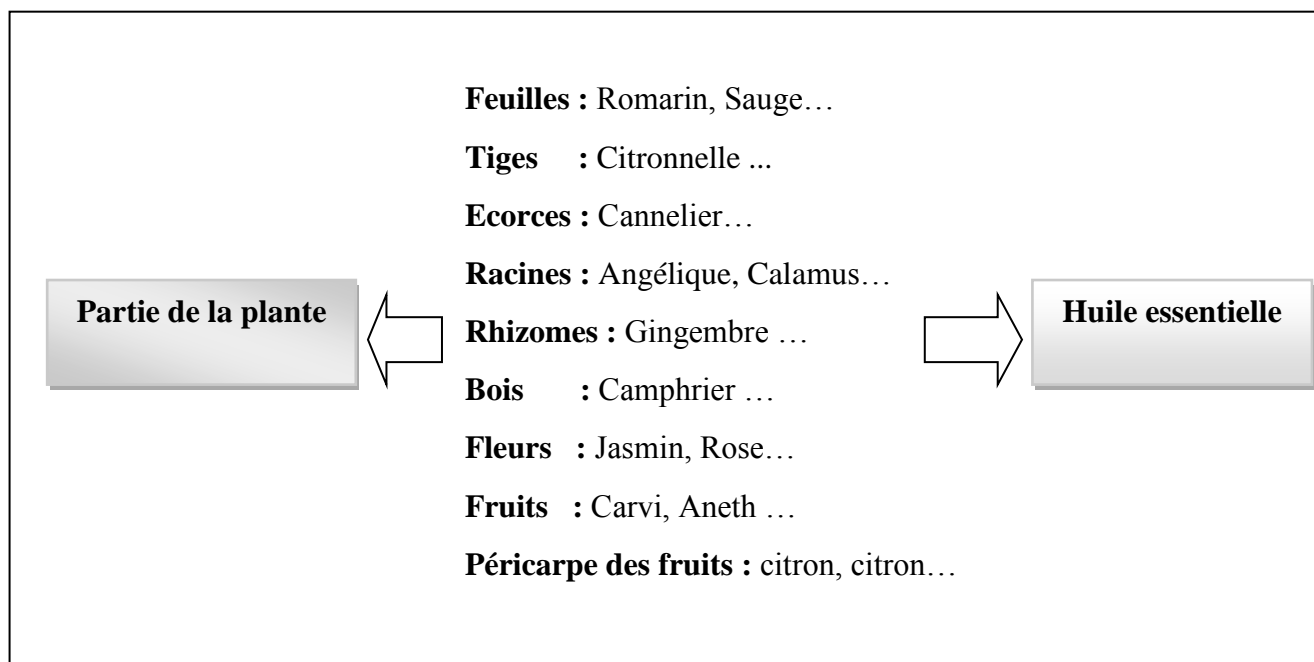 Feuilles : Romarin, Sauge…
Tiges : Citronnelle ...
Ecorces : Cannelier…
Racines : Angélique, Calamus…
Partie de la plante
Rhizomes : Gingembre …
Huile essentielle
Bois : Camphrier …
Fleurs : Jasmin, Rose…
Fruits : Carvi, Aneth …
Péricarpe des fruits : citron, citron…